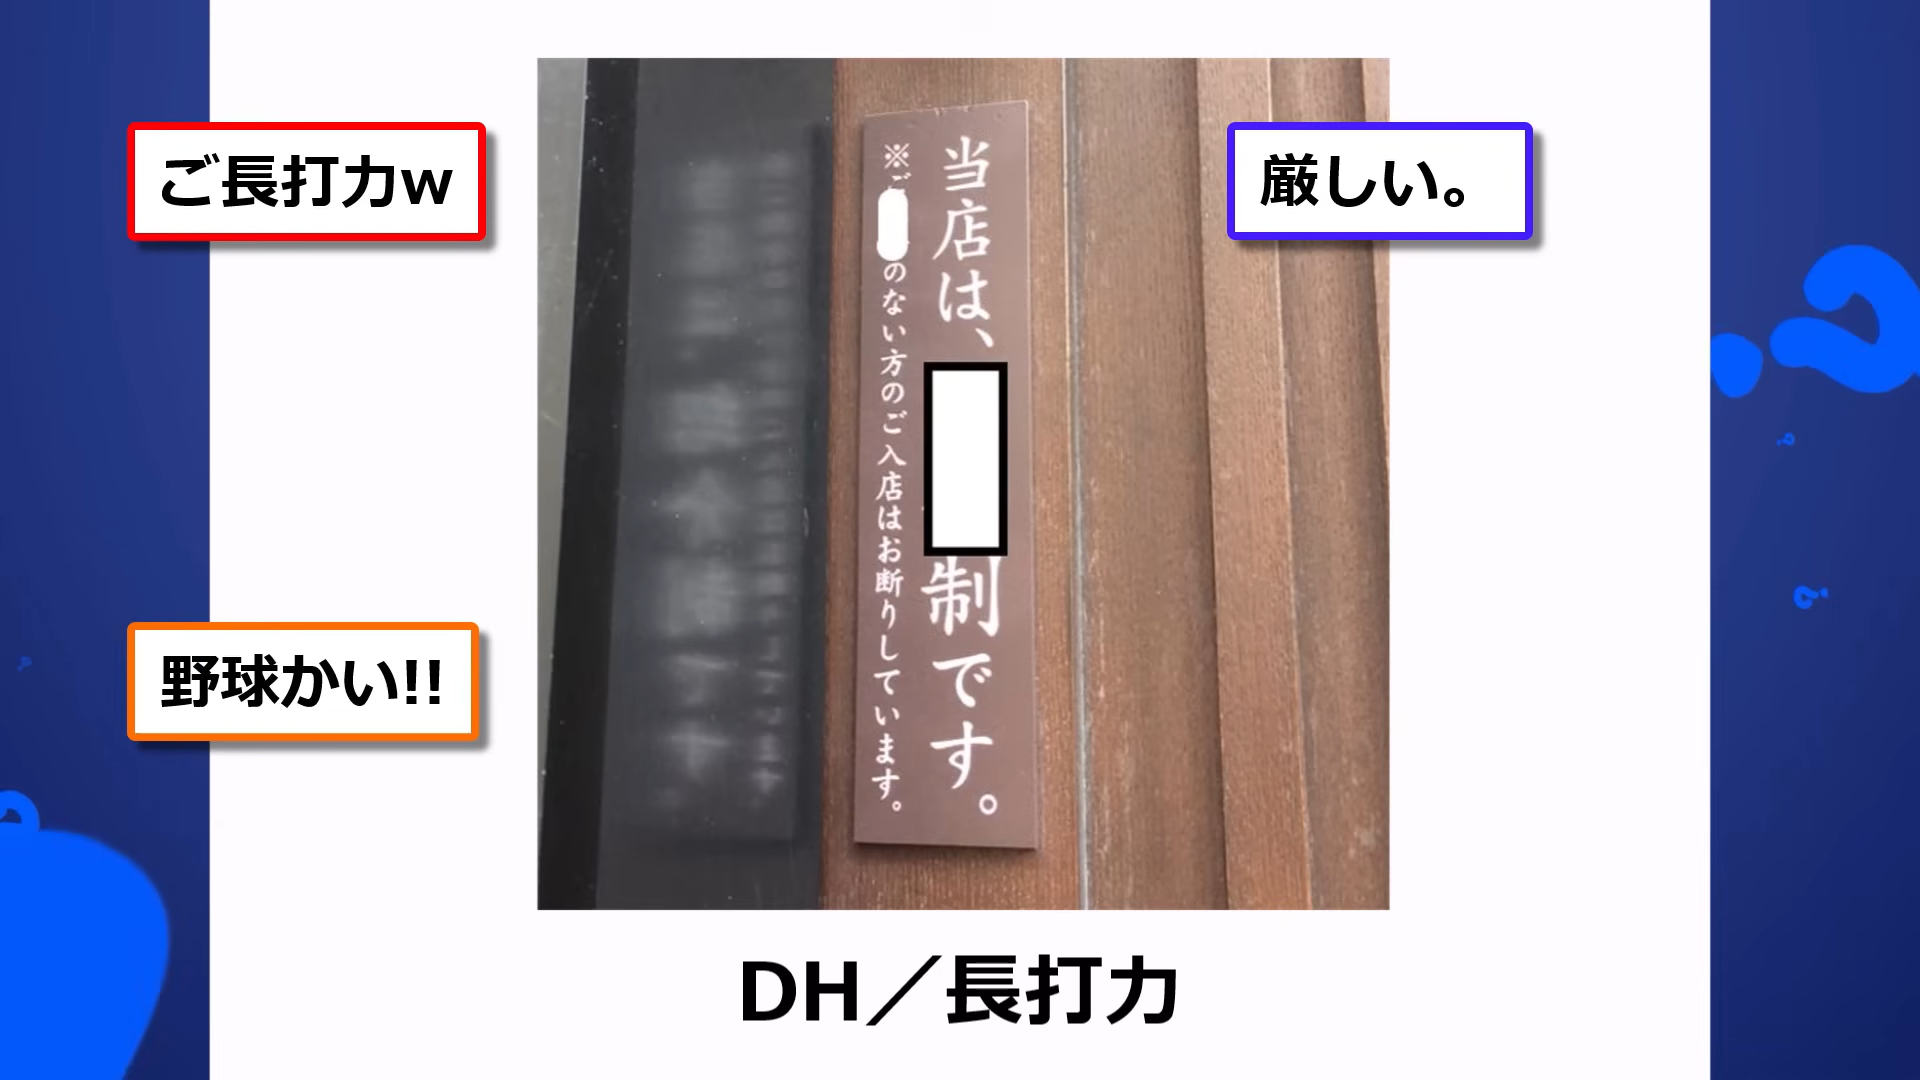 ご長打力w
厳しい。
当店は、
制です。
※ご
のない方のご入店はお断りしています。
野球かい!!
DH／長打力